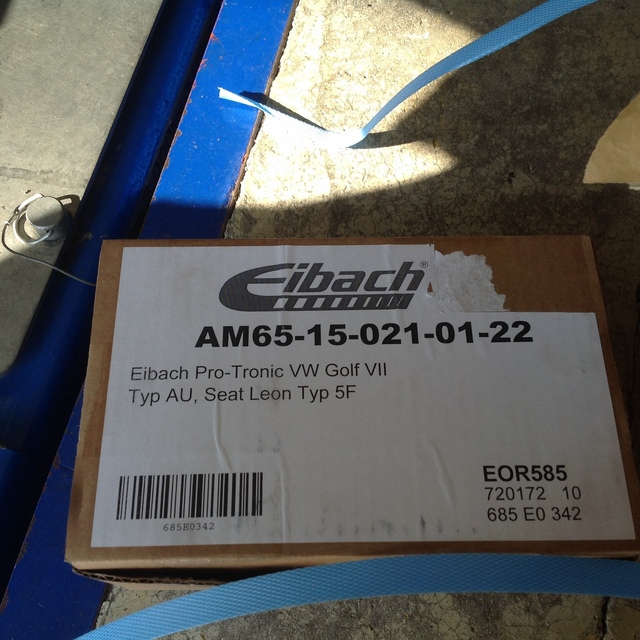 Eibach®
AM65-15-021-01-22
Eibach Pro-Tronic VW Golf VII
Typ AU, Seat Leon Typ 5F
EOR585
720172 10
685 E0 342
685E0342